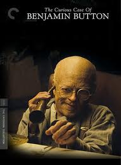 The Curious Case Of
BENJAMIN BUTTON